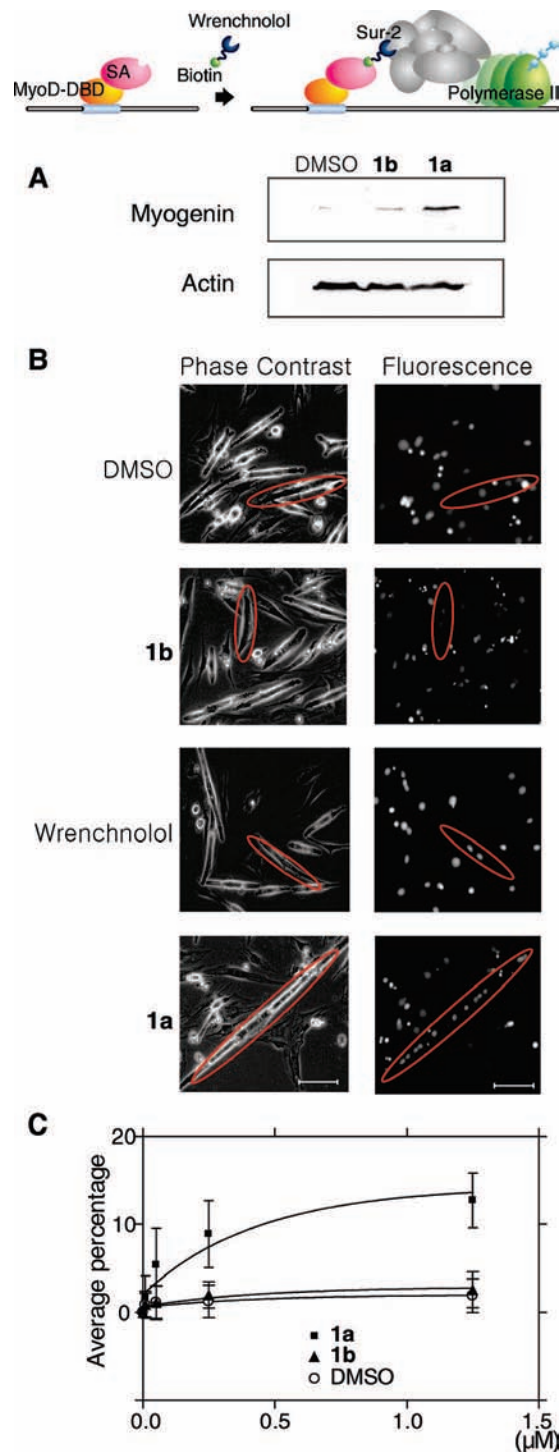 Wrenchnolol
Sur-2
SA
Biotin
MyoD-DBD
Polymerase II
A
DMSO 1b 1a
Myogenin
Actin
B
Phase Contrast Fluorescence
DMSO
1b
Wrenchnolol
1a
C
20
10
0
Average percentage
1a
1b
DMSO
0.0 0.5 1.0 1.5
(µM)